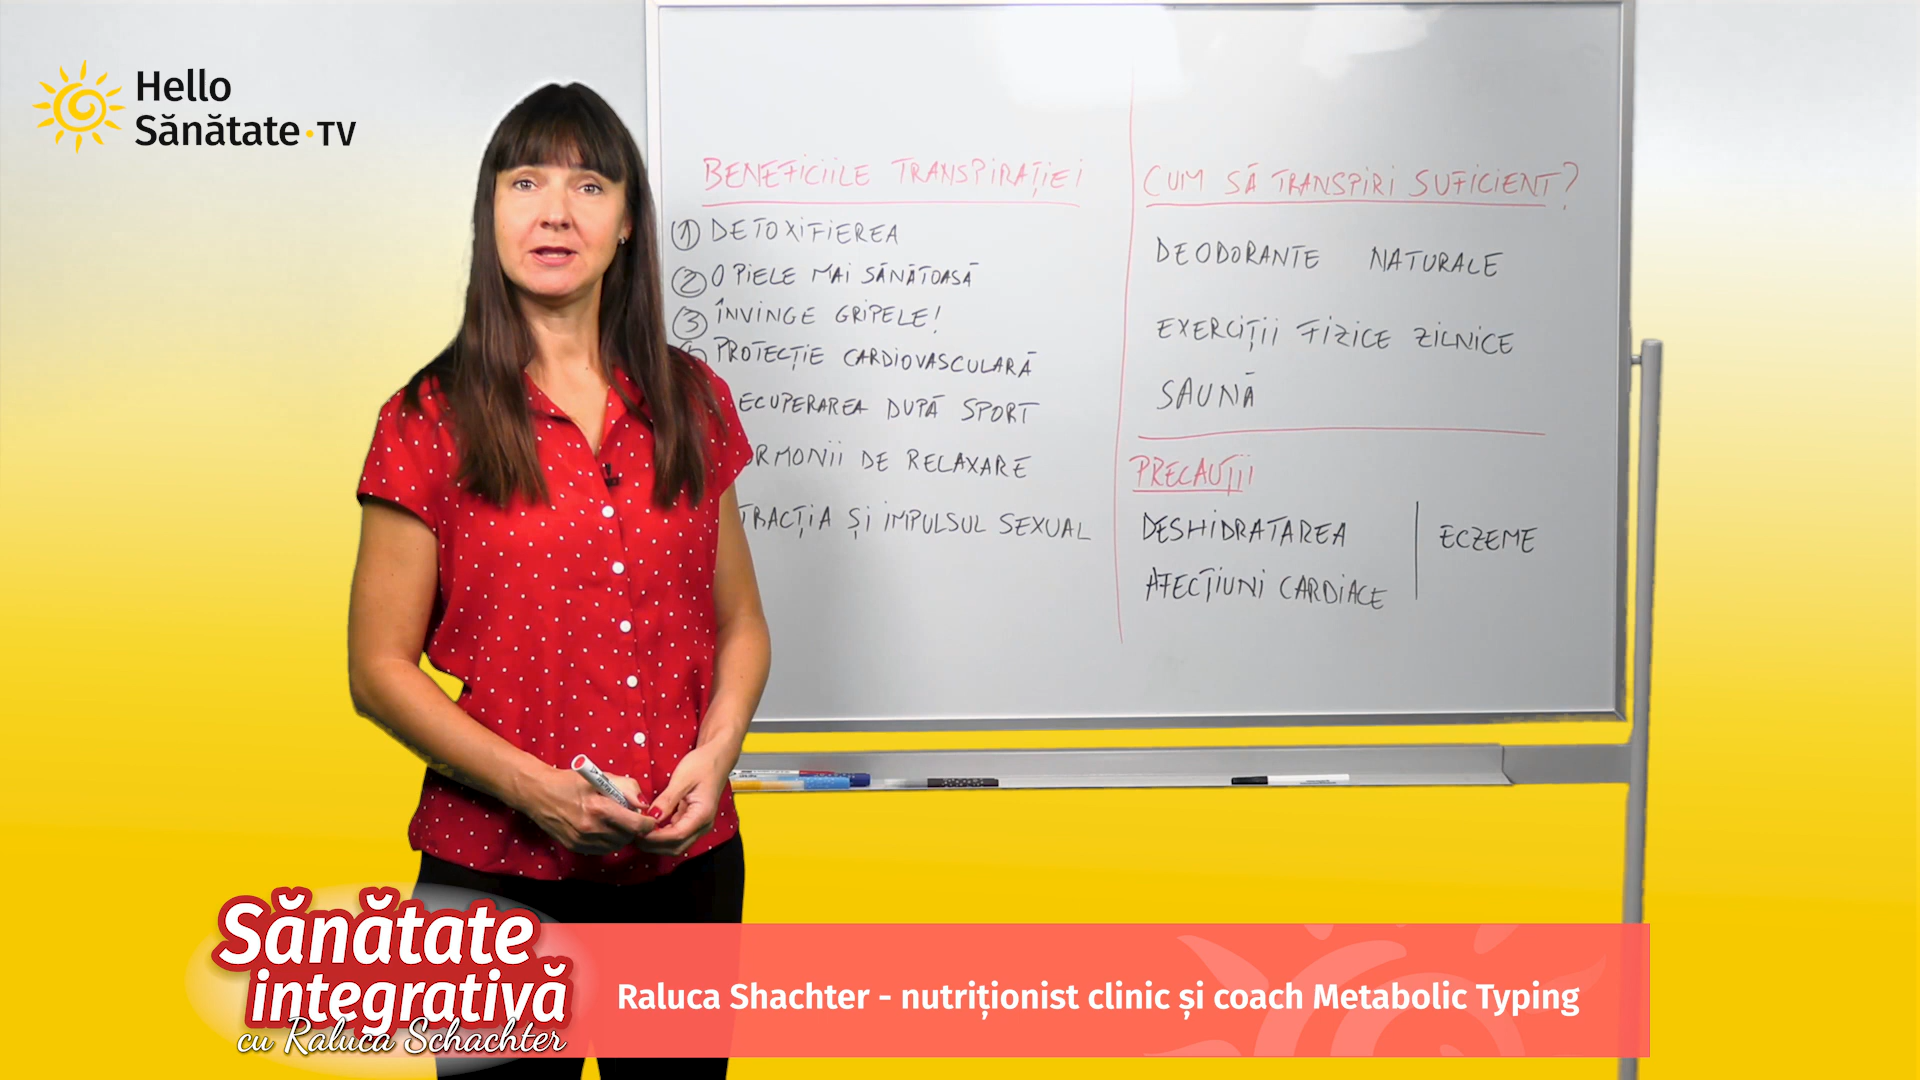 Hello
Sănătate•TV
BENEFICIILE TRANSPIRAȚIEI
1 DETOXIFIEREA
2 O PIELE MAI SĂNĂTOASĂ
3 ÎNVINGE GRIPELE!
PROTECȚIE CARDIOVASCULARĂ
ECUPERAREA DUPĂ SPORT
ORMONII DE RELAXARE
TRACȚIA ȘI IMPULSUL SEXUAL
CUM SĂ TRANSPIRI SUFICIENT?
DEODORANTE NATURALE
EXERCIȚII FIZICE ZILNICE
SAUNĂ
PRECAUȚII
DESHIDRATAREA
AFECȚIUNI CARDIACE
ECZEME
Sănătate
integrativă
cu Raluca Schachter
Raluca Shachter - nutriționist clinic și coach Metabolic Typing